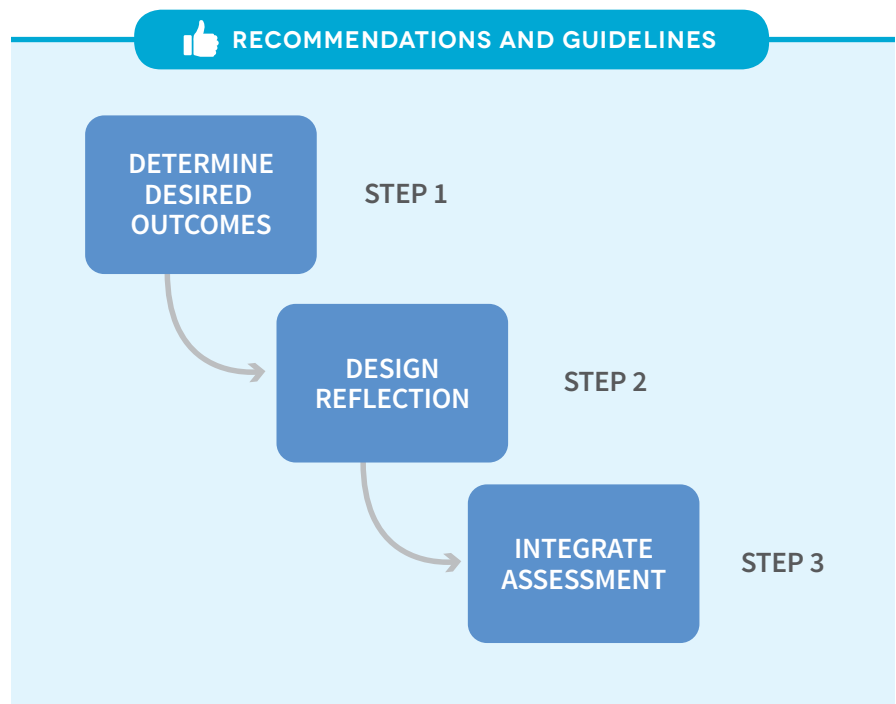 RECOMMENDATIONS AND GUIDELINES
DETERMINE
DESIRED
OUTCOMES
STEP 1
DESIGN
REFLECTION
STEP 2
INTEGRATE
ASSESSMENT
STEP 3